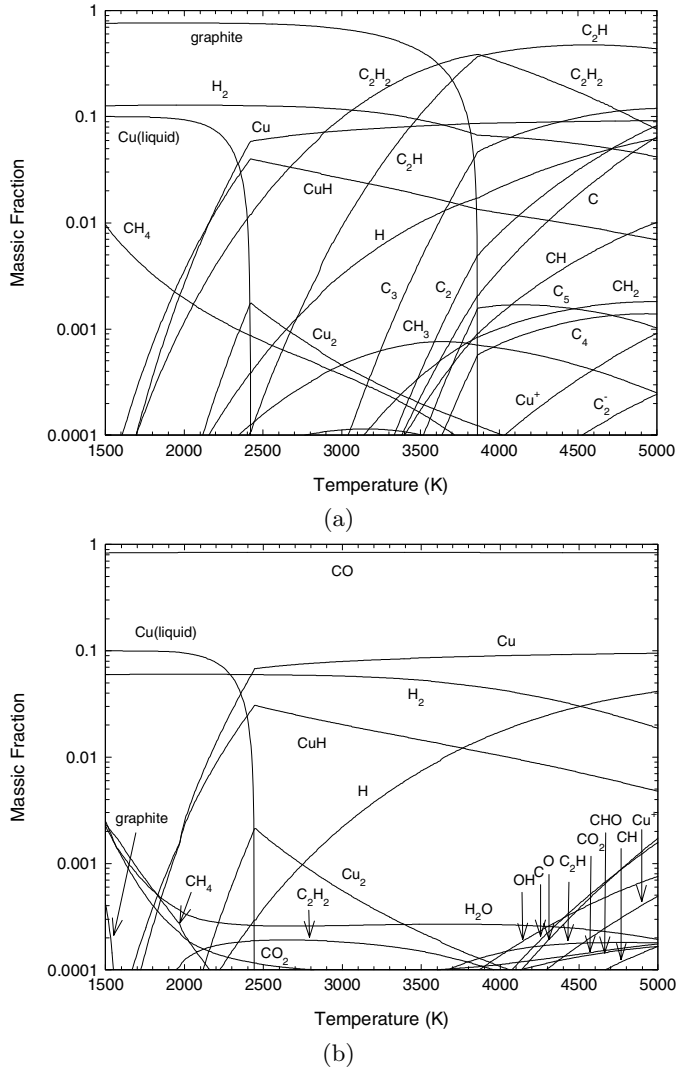 1
graphite
C₂H
C₂H₂
C₂H₂
H₂
0.1
Cu(liquid)
Cu
C₂H
CuH
C
0.01
CH₄
H
CH
C₃
C₂
C₅
CH₂
0.001
Cu₂
CH₃
C₄
Cu⁺
C₂⁻
0.0001
1500 2000 2500 3000 3500 4000 4500 5000
Massic Fraction
Temperature (K)
(a)
1
CO
Cu(liquid)
Cu
0.1
H₂
CuH
0.01
H
graphite
CHO
Cu⁺
CO₂
CH
0.001
CH₄
C₂H₂
Cu₂
H₂O
OH
C
O
C₂H
CO₂
0.0001
1500 2000 2500 3000 3500 4000 4500 5000
Massic Fraction
Temperature (K)
(b)